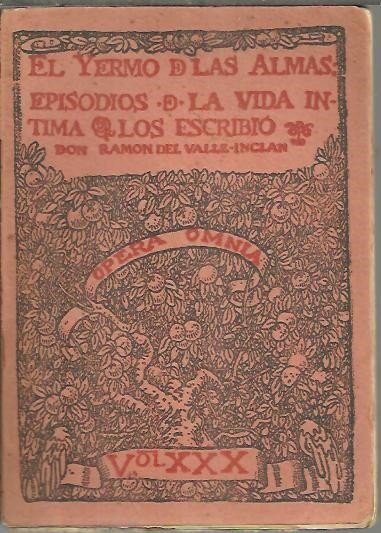 EL YERMO D LAS ALMAS:
EPISODIOS · D · LA VIDA IN-
TIMA Q LOS ESCRIBIÓ
DON RAMON DEL VALLE-INCLAN
OPERA OMNIA
VOL XXX